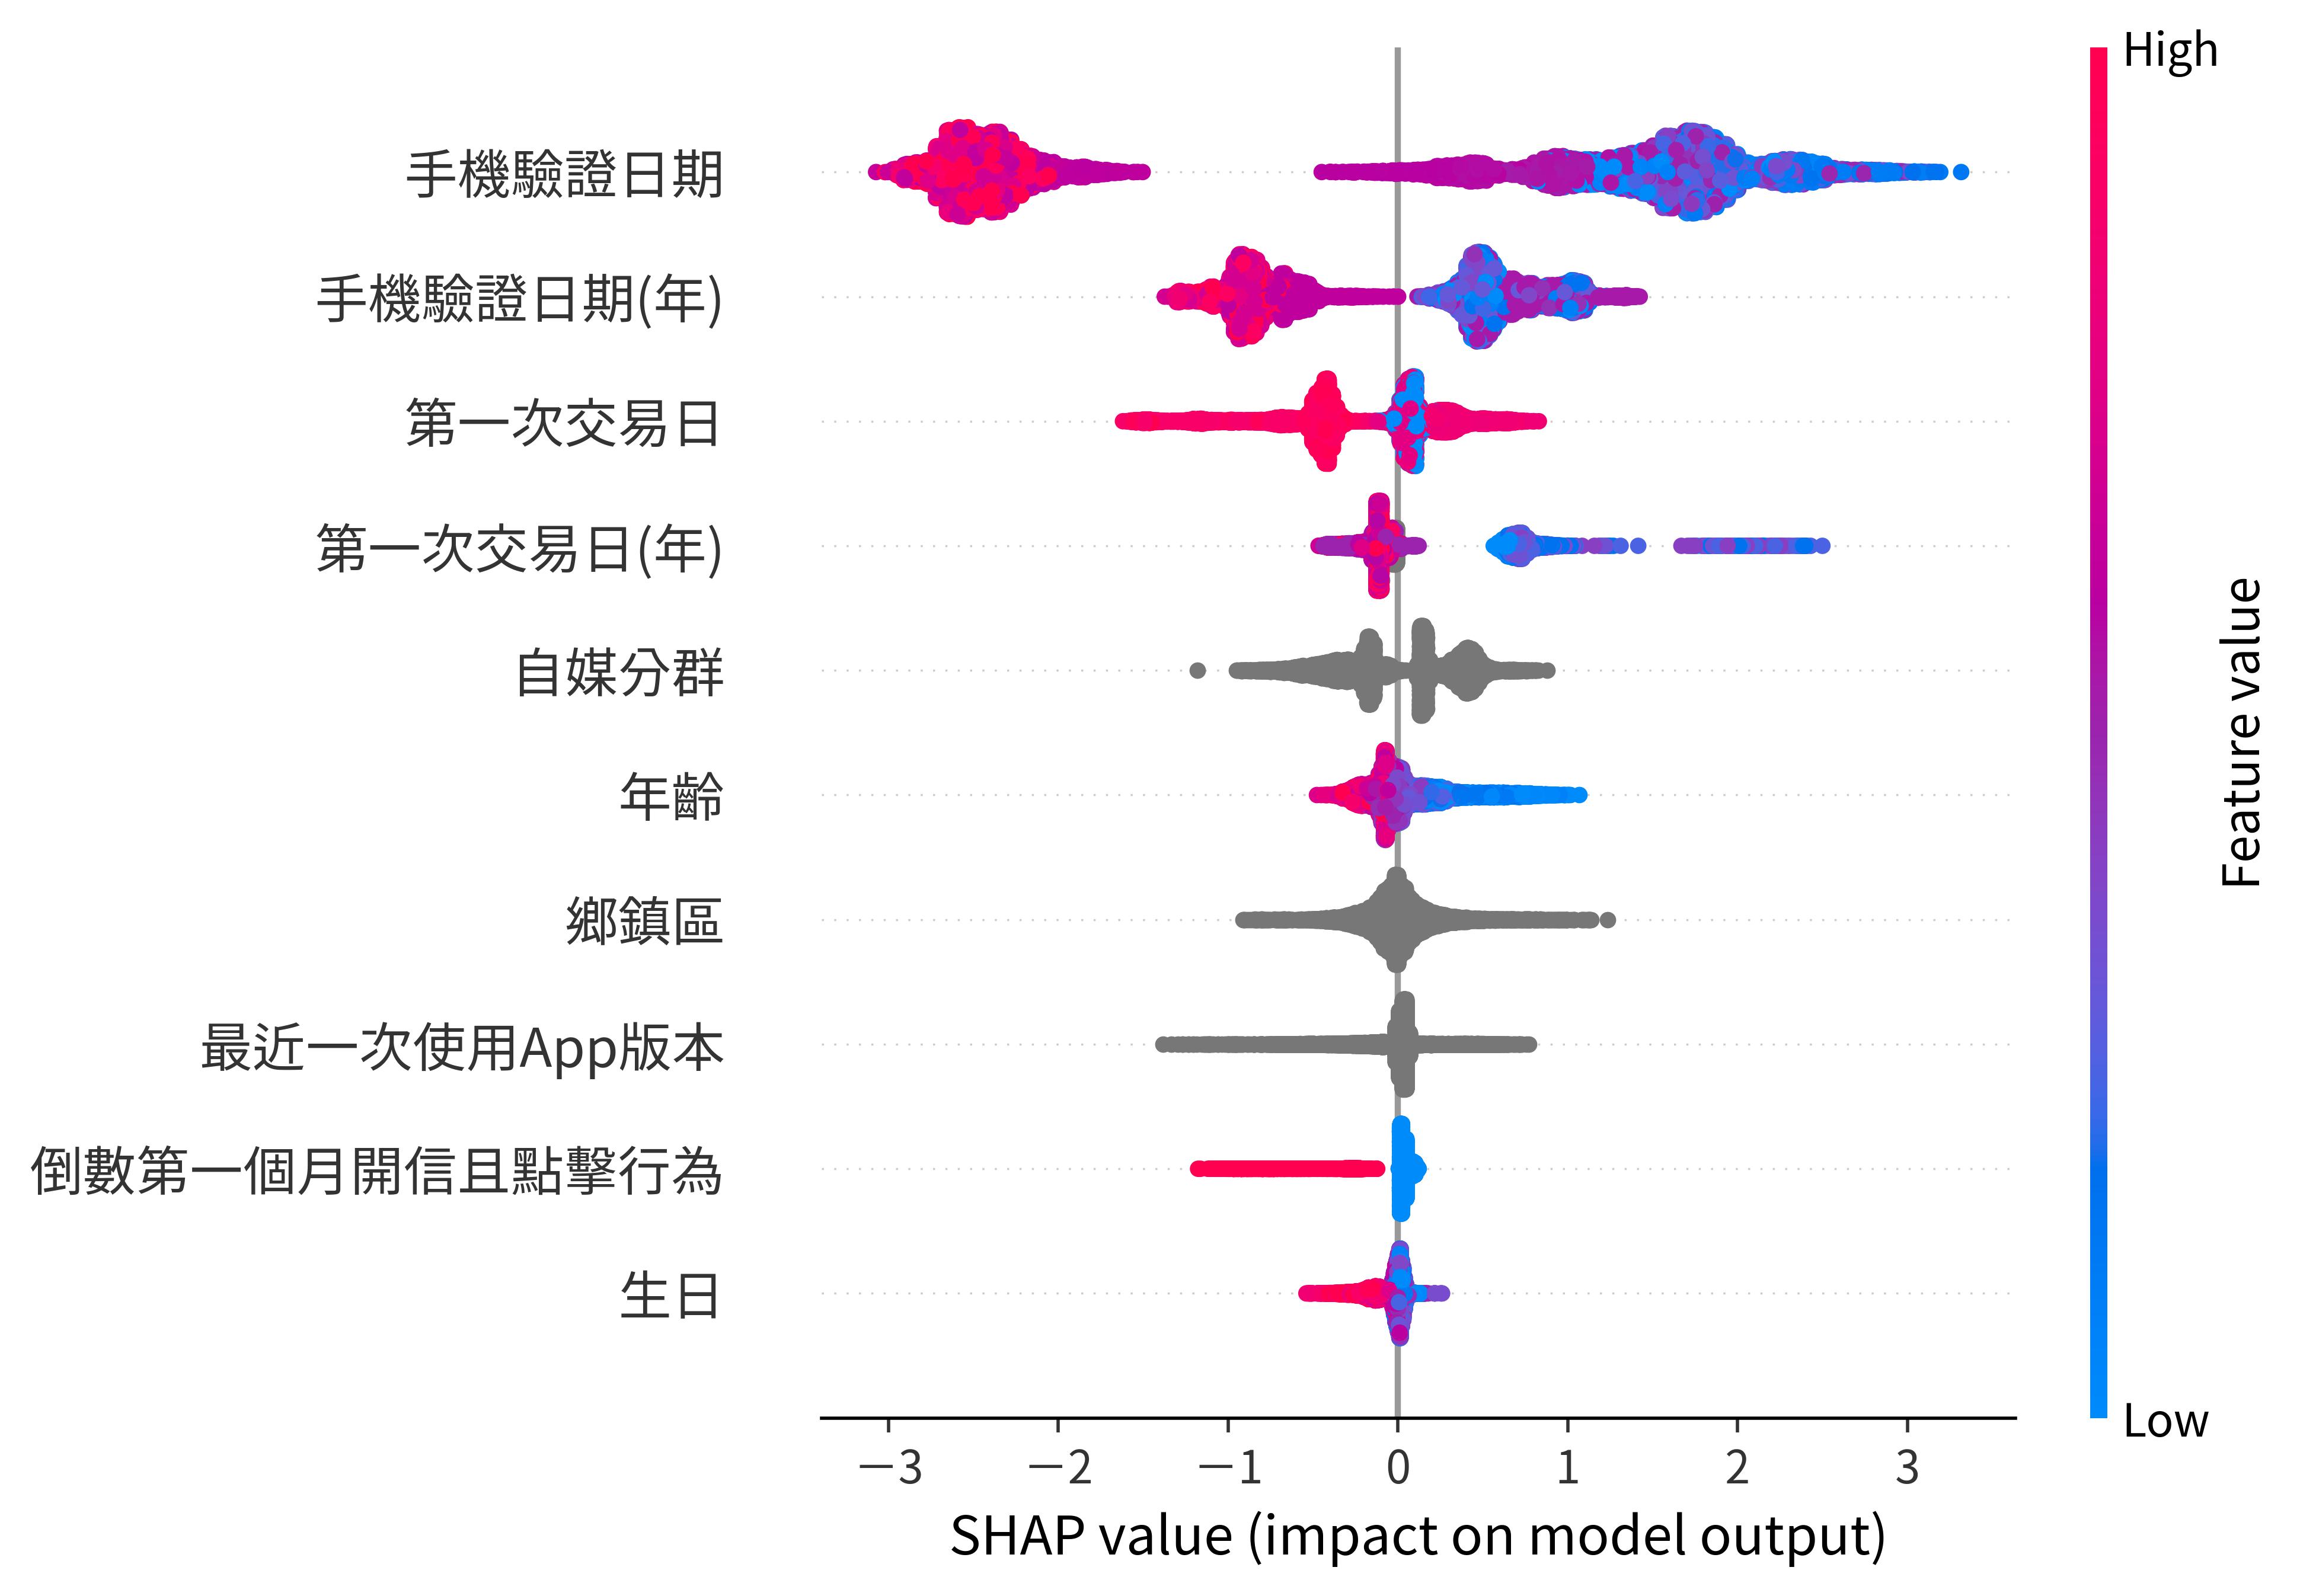 High
手機驗證日期
手機驗證日期(年)
第一次交易日
第一次交易日(年)
自媒分群
年齡
鄉鎮區
最近一次使用App版本
倒數第一個月開信且點擊行為
生日
Feature value
Low
−3 −2 −1 0 1 2 3
SHAP value (impact on model output)